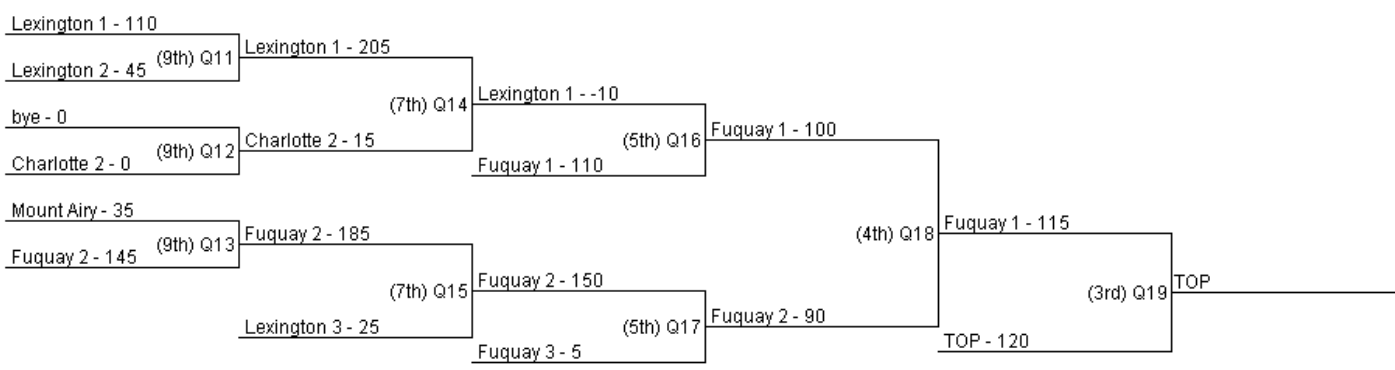 Lexington 1 - 110
(9th) Q11
Lexington 2 - 45
Lexington 1 - 205
(7th) Q14
bye - 0
(9th) Q12
Charlotte 2 - 0
Charlotte 2 - 15
Lexington 1 - -10
(5th) Q16
Fuquay 1 - 110
Fuquay 1 - 100
Mount Airy - 35
(9th) Q13
Fuquay 2 - 145
Fuquay 2 - 185
(7th) Q15
Lexington 3 - 25
Fuquay 2 - 150
(5th) Q17
Fuquay 3 - 5
Fuquay 2 - 90
(4th) Q18
Fuquay 1 - 115
(3rd) Q19
TOP - 120
TOP